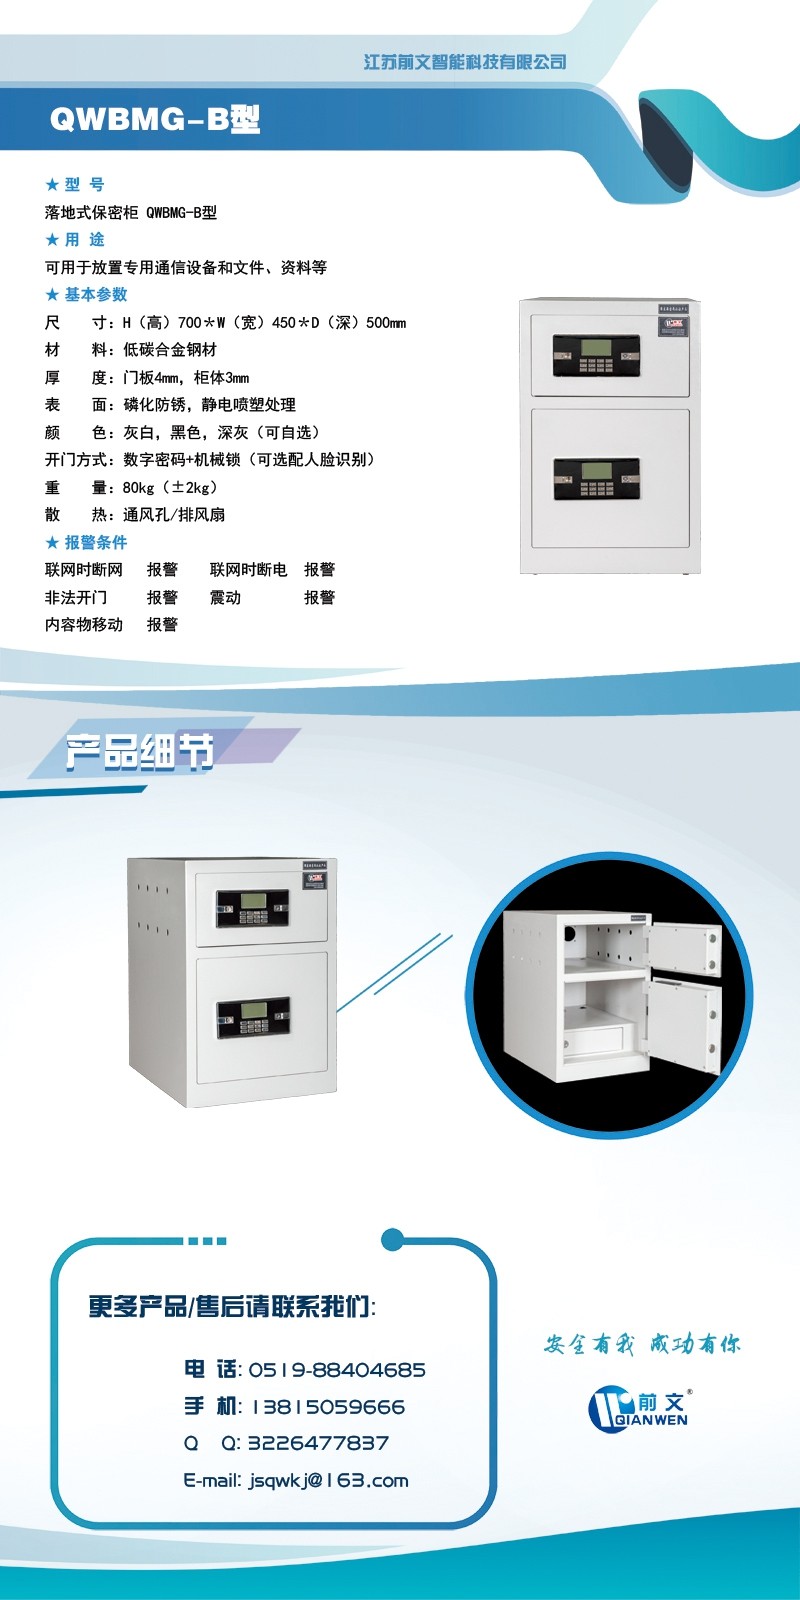 江苏前文智能科技有限公司
QWBMG-B型
★ 型 号
落地式保密柜 QWBMG-B型
★ 用 途
可用于放置专用通信设备和文件、资料等
★ 基本参数
尺 寸：H（高）700＊W（宽）450＊D（深）500mm
材 料：低碳合金钢材
厚 度：门板4mm，柜体3mm
表 面：磷化防锈，静电喷塑处理
颜 色：灰白，黑色，深灰（可自选）
开门方式：数字密码+机械锁（可选配人脸识别）
重 量：80kg（±2kg）
散 热：通风孔/排风扇
★ 报警条件
联网时断网 报警 联网时断电 报警
非法开门 报警 震动 报警
内容物移动 报警
产品细节
更多产品/售后请联系我们:
电 话: 0519-88404685
手 机: 13815059666
Q Q: 3226477837
E-mail: jsqwkj@163.com
安全有我 成功有你
前文®
QIANWEN